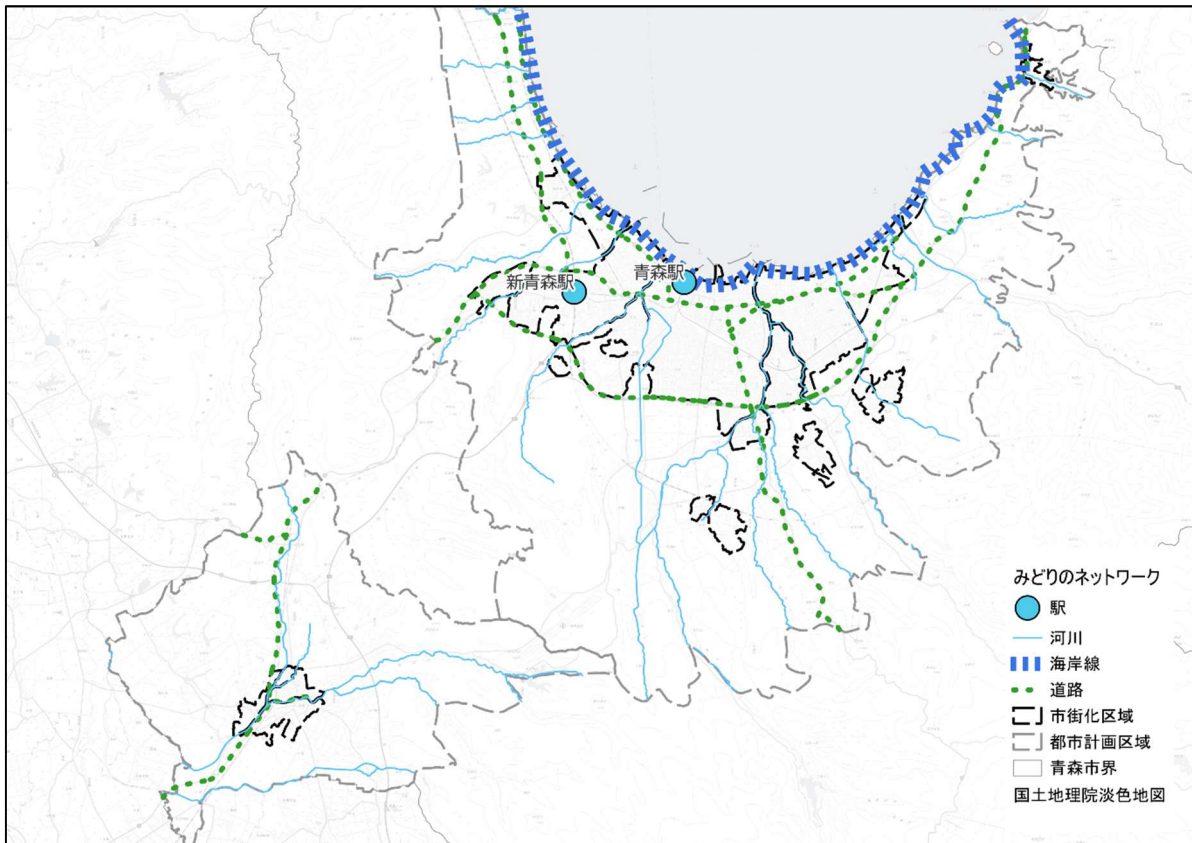 新青森駅
青森駅
みどりのネットワーク
駅
河川
海岸線
道路
市街化区域
都市計画区域
青森市界
国土地理院淡色地図